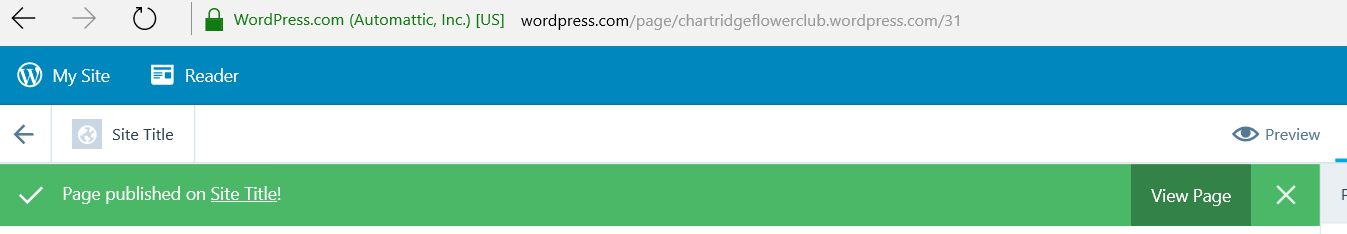 WordPress.com (Automattic, Inc.) [US] wordpress.com/page/chartridgeflowerclub.wordpress.com/31
My Site Reader
Site Title Preview
Page published on Site Title! View Page